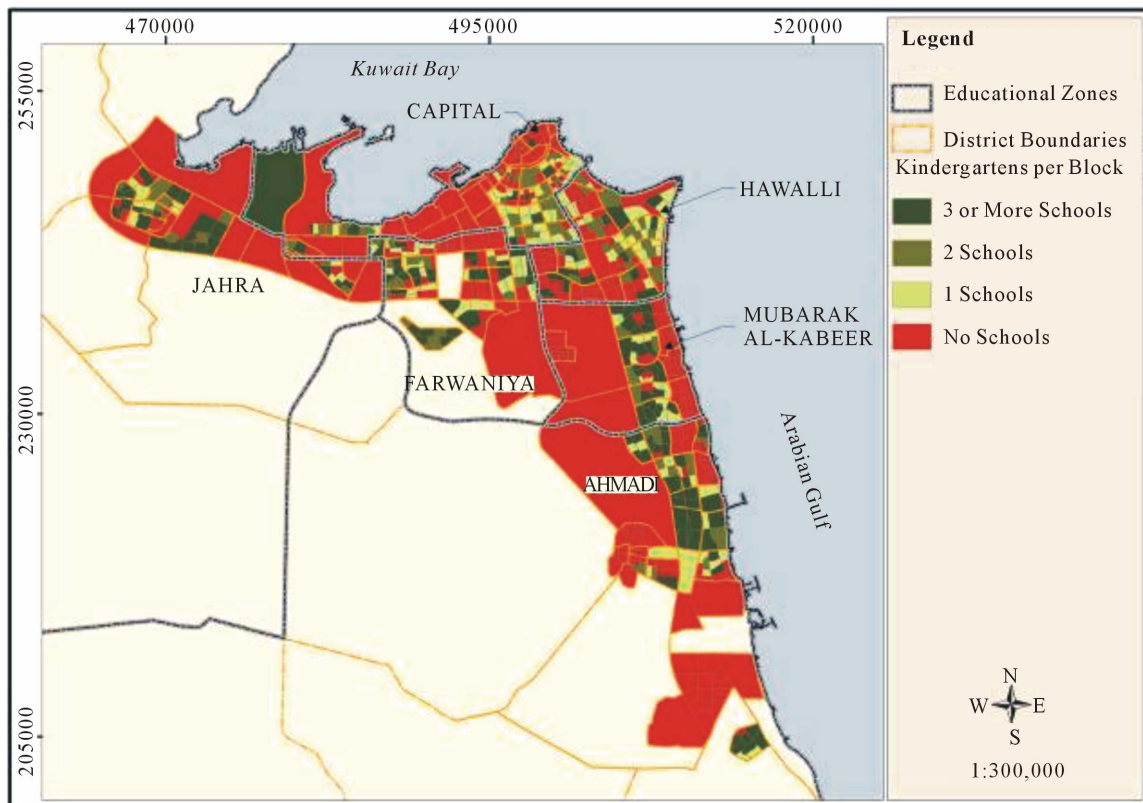 470000
495000
520000
255000
230000
205000
Kuwait Bay
CAPITAL
HAWALLI
JAHRA
MUBARAK
AL-KABEER
FARWANIYA
AHMADI
Arabian Gulf
Legend
Educational Zones
District Boundaries
Kindergartens per Block
3 or More Schools
2 Schools
1 Schools
No Schools
N
W E
S
1:300,000